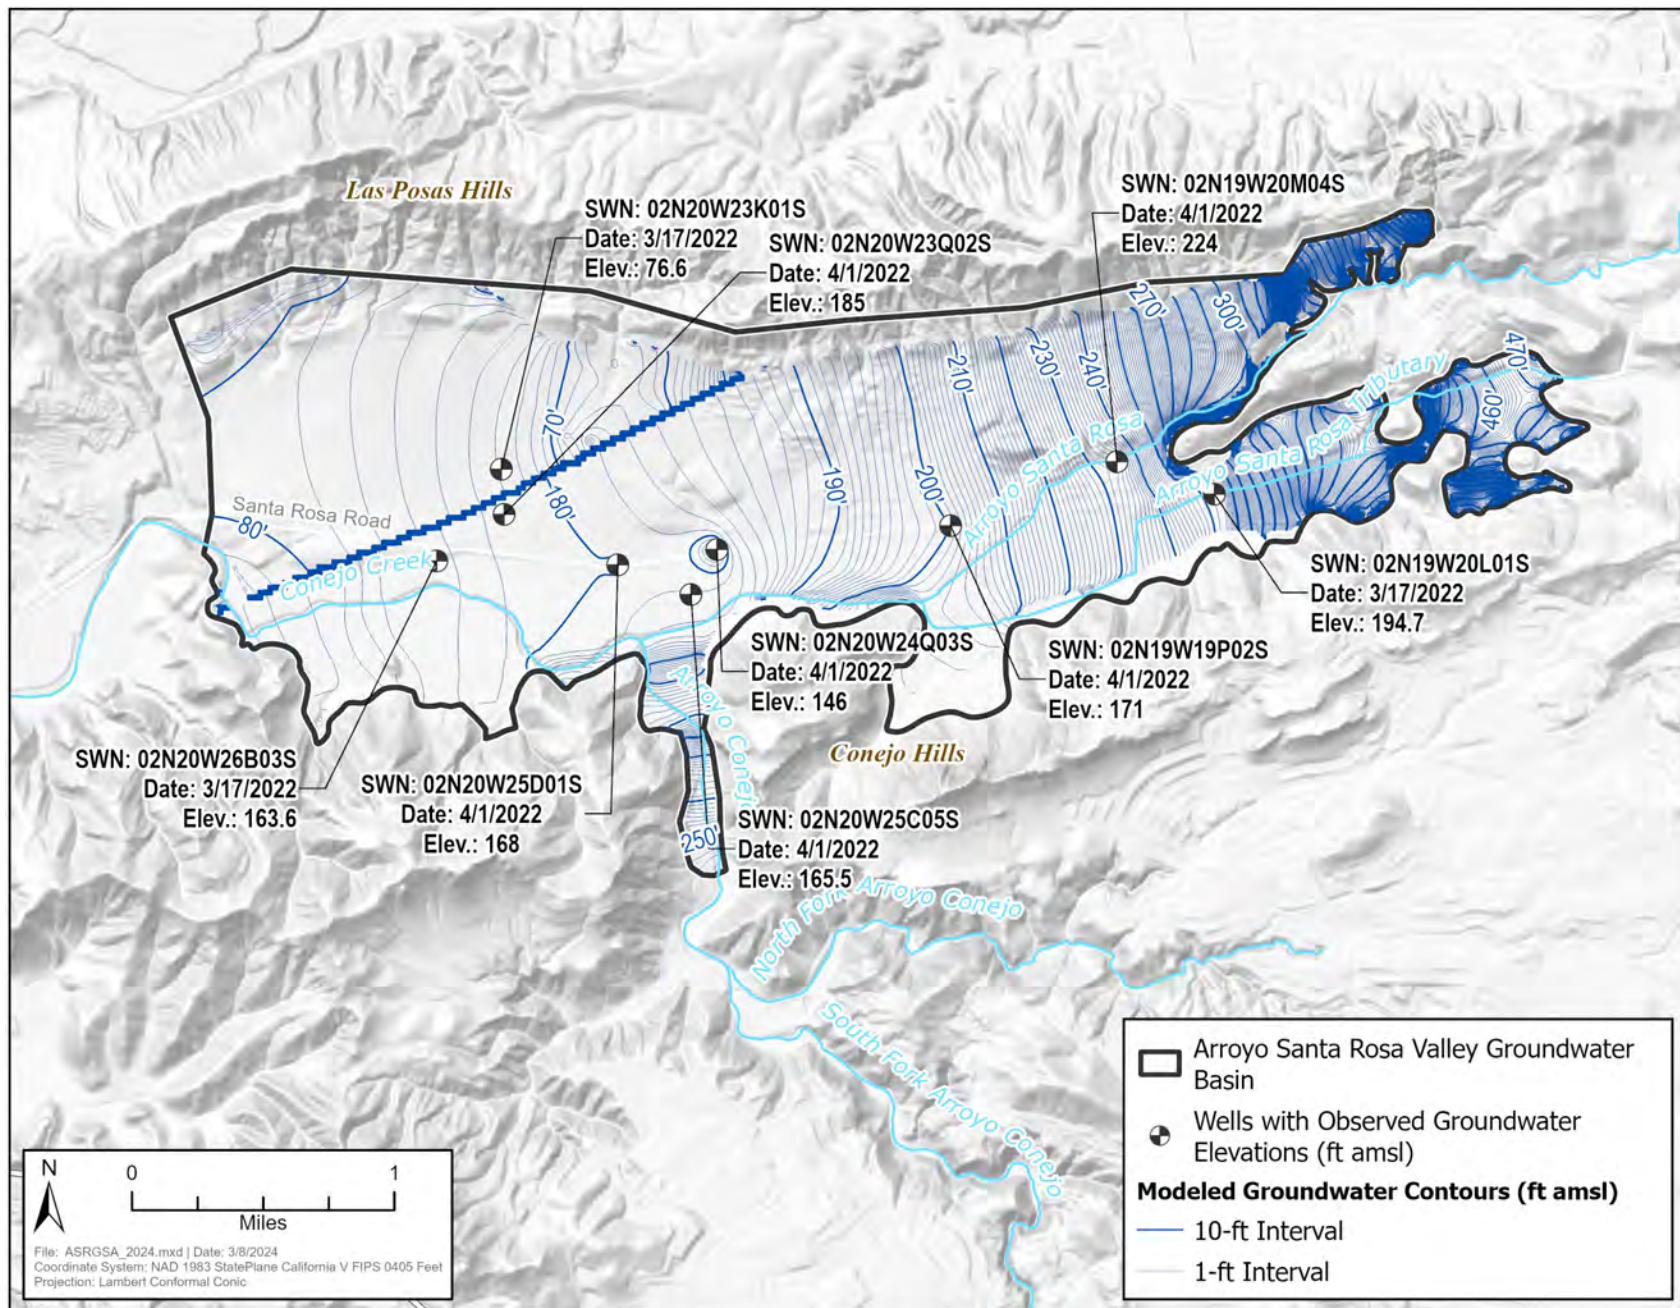 Las Posas Hills
SWN: 02N20W23K01S
Date: 3/17/2022
Elev.: 76.6
SWN: 02N20W23Q02S
Date: 4/1/2022
Elev.: 185
SWN: 02N19W20M04S
Date: 4/1/2022
Elev.: 224
270'
300'
240'
230'
210'
200'
190'
180'
70'
80'
470'
460'
Arroyo Santa Rosa
Arroyo Santa Rosa Tributary
Santa Rosa Road
Conejo Creek
SWN: 02N19W20L01S
Date: 3/17/2022
Elev.: 194.7
SWN: 02N20W24Q03S
Date: 4/1/2022
Elev.: 146
SWN: 02N19W19P02S
Date: 4/1/2022
Elev.: 171
Arroyo Conejo
Conejo Hills
SWN: 02N20W26B03S
Date: 3/17/2022
Elev.: 163.6
SWN: 02N20W25D01S
Date: 4/1/2022
Elev.: 168
250'
SWN: 02N20W25C05S
Date: 4/1/2022
Elev.: 165.5
North Fork Arroyo Conejo
South Fork Arroyo Conejo
N
0 1
Miles
File: ASRGSA_2024.mxd | Date: 3/8/2024
Coordinate System: NAD 1983 StatePlane California V FIPS 0405 Feet
Projection: Lambert Conformal Conic
Arroyo Santa Rosa Valley Groundwater
Basin
Wells with Observed Groundwater
Elevations (ft amsl)
Modeled Groundwater Contours (ft amsl)
10-ft Interval
1-ft Interval